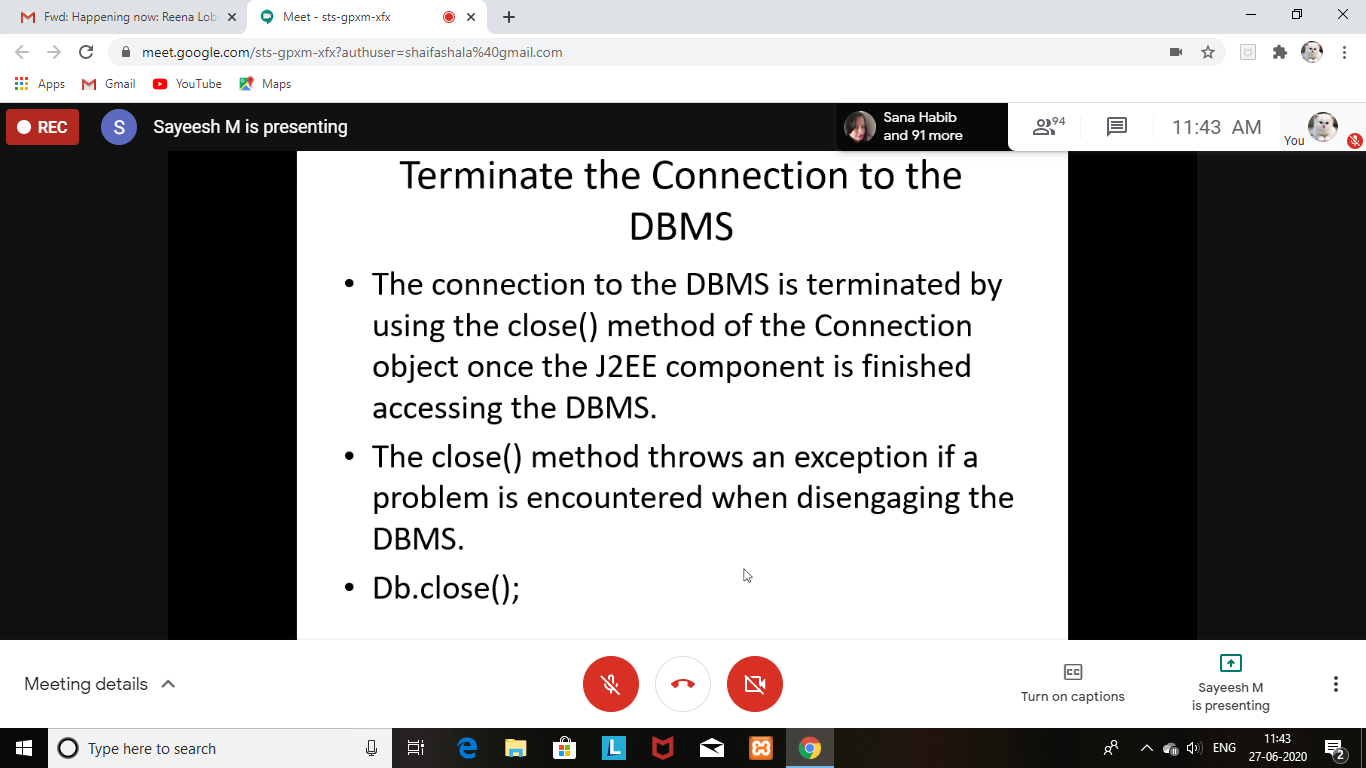 Fwd: Happening now: Reena Lob
Meet - sts-gpxm-xfx
meet.google.com/sts-gpxm-xfx?authuser=shaifashala%40gmail.com
Apps Gmail YouTube Maps
REC S Sayeesh M is presenting
Sana Habib
and 91 more
94
11:43 AM
You
Terminate the Connection to the
DBMS
• The connection to the DBMS is terminated by
using the close() method of the Connection
object once the J2EE component is finished
accessing the DBMS.
• The close() method throws an exception if a
problem is encountered when disengaging the
DBMS.
• Db.close();
Meeting details
CC
Turn on captions
Sayeesh M
is presenting
Type here to search
L
ENG
11:43
27-06-2020
2